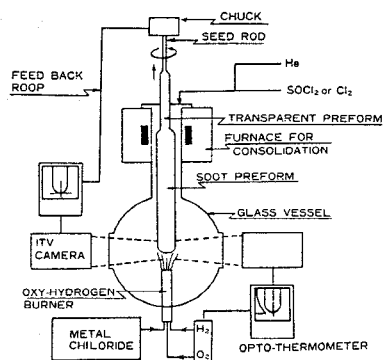 CHUCK
SEED ROD
He
FEED BACK
ROOP
SOCl2 or Cl2
TRANSPARENT PREFORM
FURNACE FOR
CONSOLIDATION
SOOT PREFORM
GLASS VESSEL
ITV
CAMERA
OXY-HYDROGEN
BURNER
METAL
CHLORIDE
H2
O2
OPTO-THERMOMETER